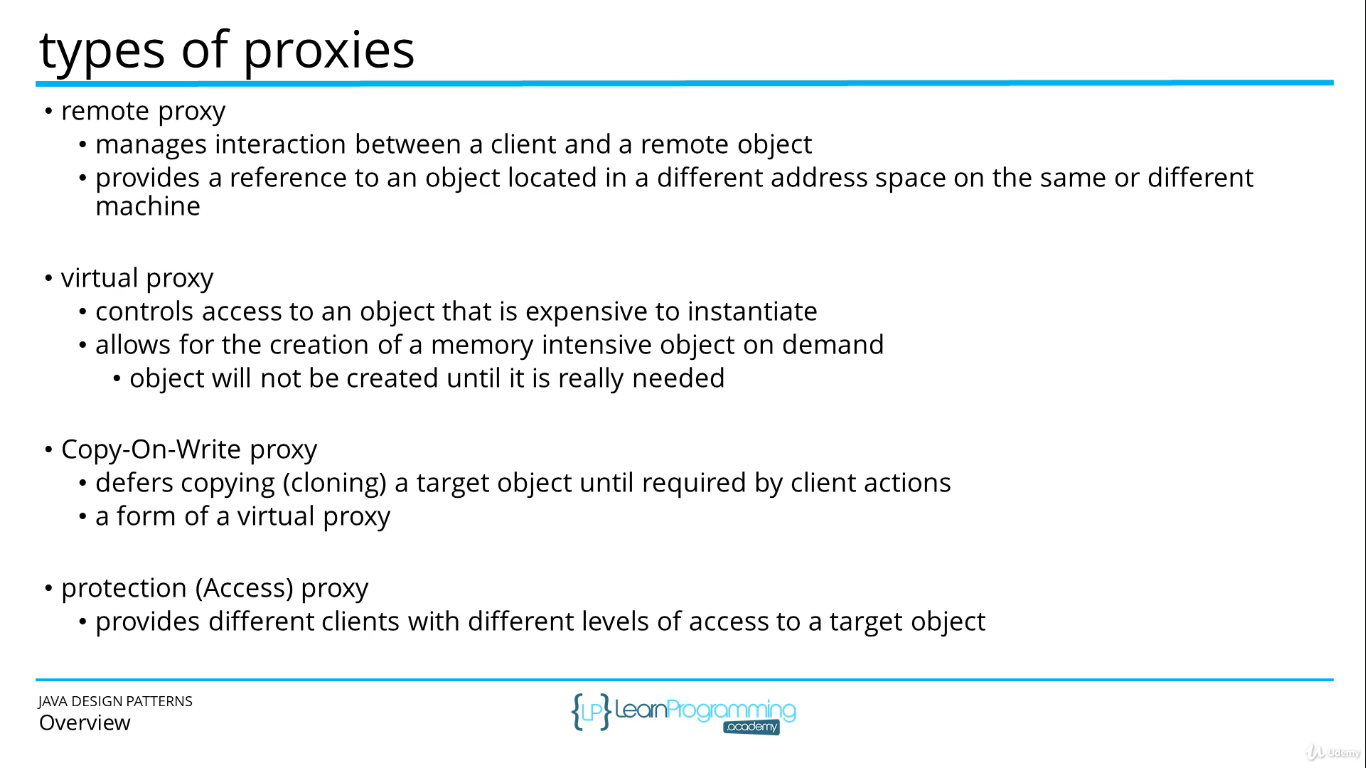 types of proxies
• remote proxy
• manages interaction between a client and a remote object
• provides a reference to an object located in a different address space on the same or different
machine
• virtual proxy
• controls access to an object that is expensive to instantiate
• allows for the creation of a memory intensive object on demand
• object will not be created until it is really needed
• Copy-On-Write proxy
• defers copying (cloning) a target object until required by client actions
• a form of a virtual proxy
• protection (Access) proxy
• provides different clients with different levels of access to a target object
JAVA DESIGN PATTERNS
Overview
{LP} LearnProgramming
.academy
Udemy